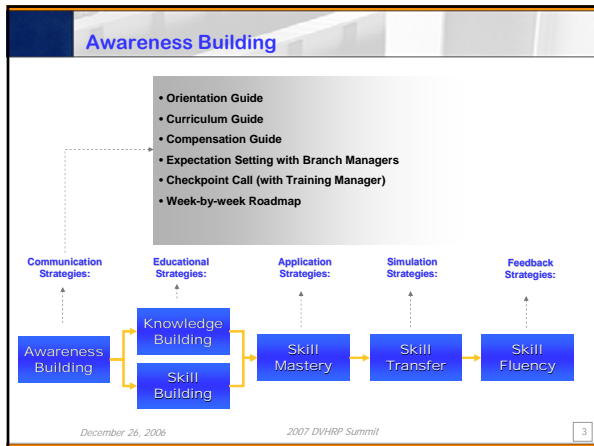 Awareness Building
• Orientation Guide
• Curriculum Guide
• Compensation Guide
• Expectation Setting with Branch Managers
• Checkpoint Call (with Training Manager)
• Week-by-week Roadmap
Communication
Strategies:
Educational
Strategies:
Application
Strategies:
Simulation
Strategies:
Feedback
Strategies:
Awareness
Building
Knowledge
Building
Skill
Building
Skill
Mastery
Skill
Transfer
Skill
Fluency
December 26, 2006
2007 DVHRP Summit
3